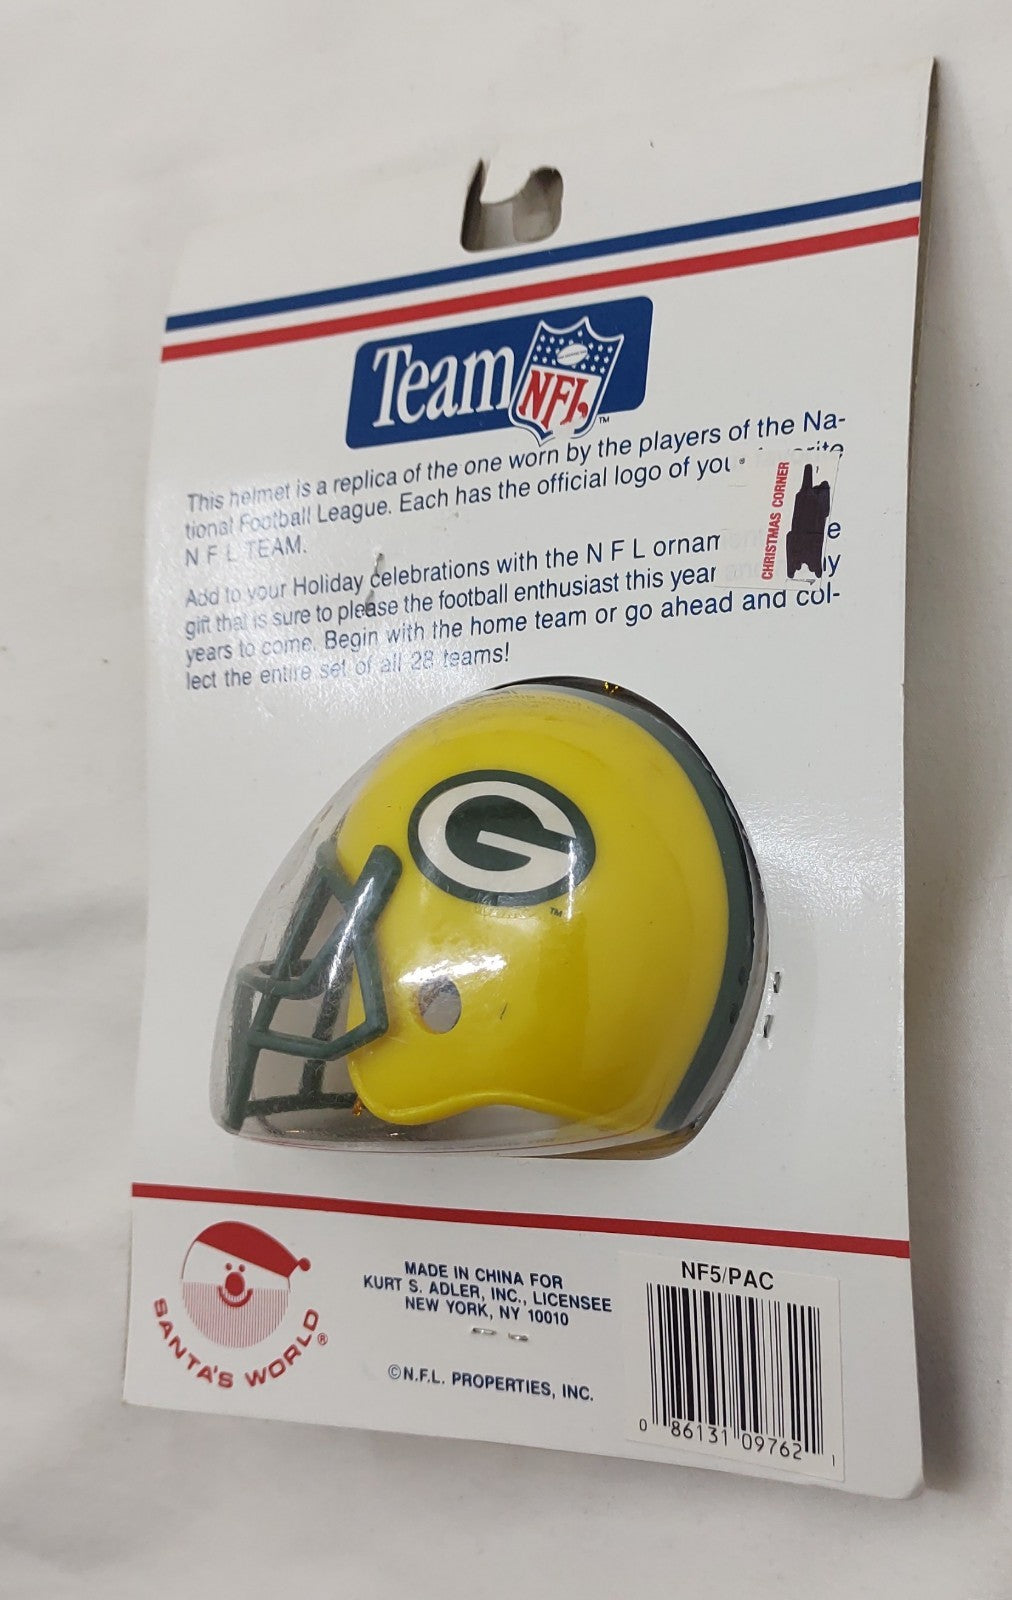 Team NFL ™
This helmet is a replica of the one worn by the players of the Na-
tional Football League. Each has the official logo of you
N F L TEAM.
Add to your Holiday celebrations with the N F L ornam e
gift that is sure to please the football enthusiast this year
years to come. Begin with the home team or go ahead and col-
lect the entire set of all 28 teams!
CHRISTMAS CORNER
G
™
SANTA'S WORLD®
MADE IN CHINA FOR
KURT S. ADLER, INC., LICENSEE
NEW YORK, NY 10010
©N.F.L. PROPERTIES, INC.
NF5/PAC
0 86131 09762 1